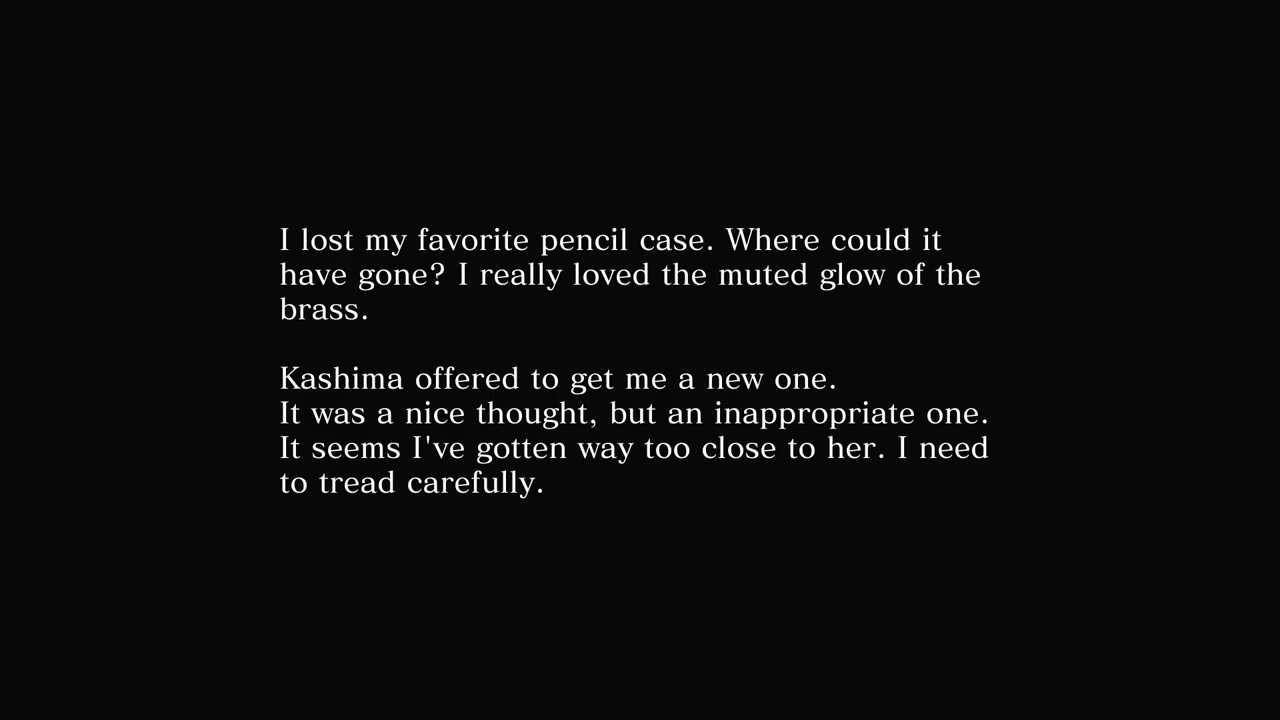 I lost my favorite pencil case. Where could it
have gone? I really loved the muted glow of the
brass.
Kashima offered to get me a new one.
It was a nice thought, but an inappropriate one.
It seems I've gotten way too close to her. I need
to tread carefully.